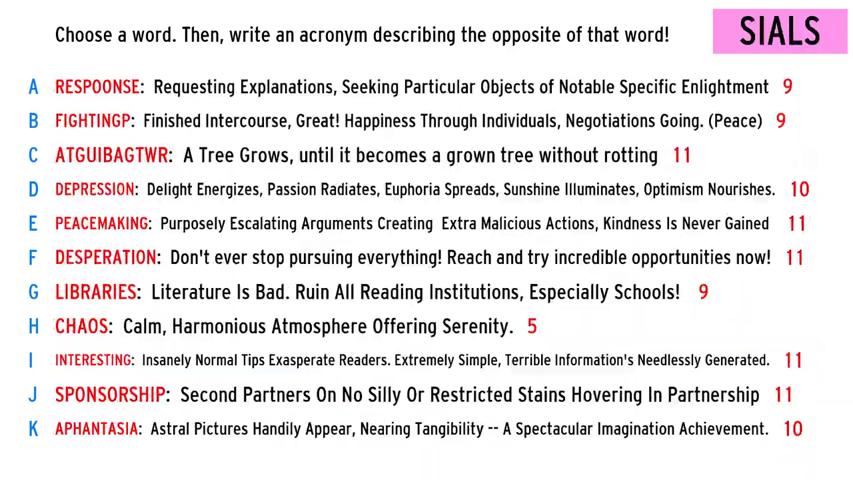 Choose a word. Then, write an acronym describing the opposite of that word!
SIALS
A RESPOONSE: Requesting Explanations, Seeking Particular Objects of Notable Specific Enlightment 9
B FIGHTINGP: Finished Intercourse, Great! Happiness Through Individuals, Negotiations Going. (Peace) 9
C ATGUIBAGTWR: A Tree Grows, until it becomes a grown tree without rotting 11
D DEPRESSION: Delight Energizes, Passion Radiates, Euphoria Spreads, Sunshine Illuminates, Optimism Nourishes. 10
E PEACEMAKING: Purposely Escalating Arguments Creating Extra Malicious Actions, Kindness Is Never Gained 11
F DESPERATION: Don't ever stop pursuing everything! Reach and try incredible opportunities now! 11
G LIBRARIES: Literature Is Bad. Ruin All Reading Institutions, Especially Schools! 9
H CHAOS: Calm, Harmonious Atmosphere Offering Serenity. 5
I INTERESTING: Insanely Normal Tips Exasperate Readers. Extremely Simple, Terrible Information's Needlessly Generated. 11
J SPONSORSHIP: Second Partners On No Silly Or Restricted Stains Hovering In Partnership 11
K APHANTASIA: Astral Pictures Handily Appear, Nearing Tangibility -- A Spectacular Imagination Achievement. 10